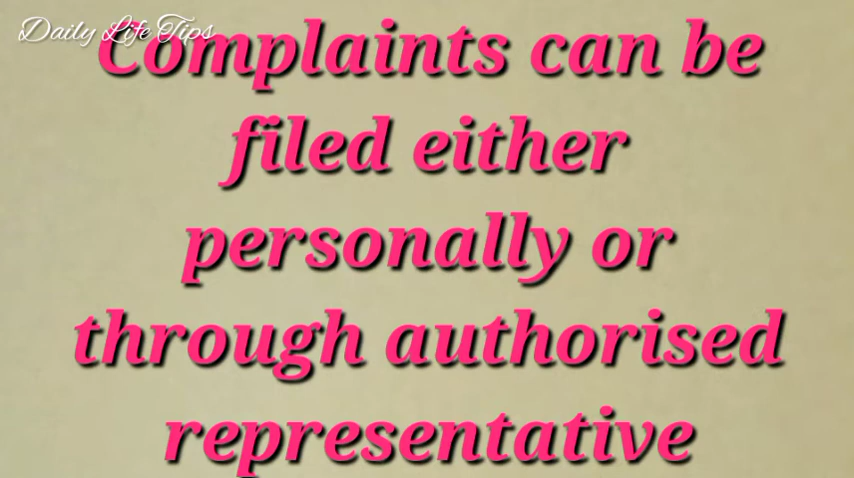 Daily Life Tips
Complaints can be
filed either
personally or
through authorised
representative